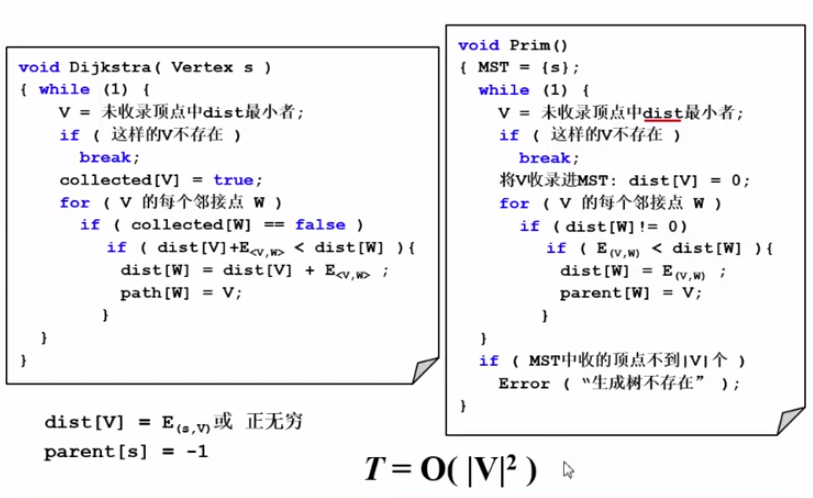 void Dijkstra( Vertex s )
{ while (1) {
V = 未收录顶点中dist最小者;
if ( 这样的V不存在 )
break;
collected[V] = true;
for ( V 的每个邻接点 W )
if ( collected[W] == false )
if ( dist[V]+E<V,W> < dist[W] ){
dist[W] = dist[V] + E<V,W> ;
path[W] = V;
}
}
}
void Prim()
{ MST = {s};
while (1) {
V = 未收录顶点中dist最小者;
if ( 这样的V不存在 )
break;
将V收录进MST: dist[V] = 0;
for ( V 的每个邻接点 W )
if (dist[W]!= 0)
if ( E(V,W) < dist[W] ){
dist[W] = E(V,W) ;
parent[W] = V;
}
}
if ( MST中收的顶点不到|V|个 )
Error ( “生成树不存在” );
}
dist[V] = E(s,V)或 正无穷
parent[s] = -1
T = O( |V|² )